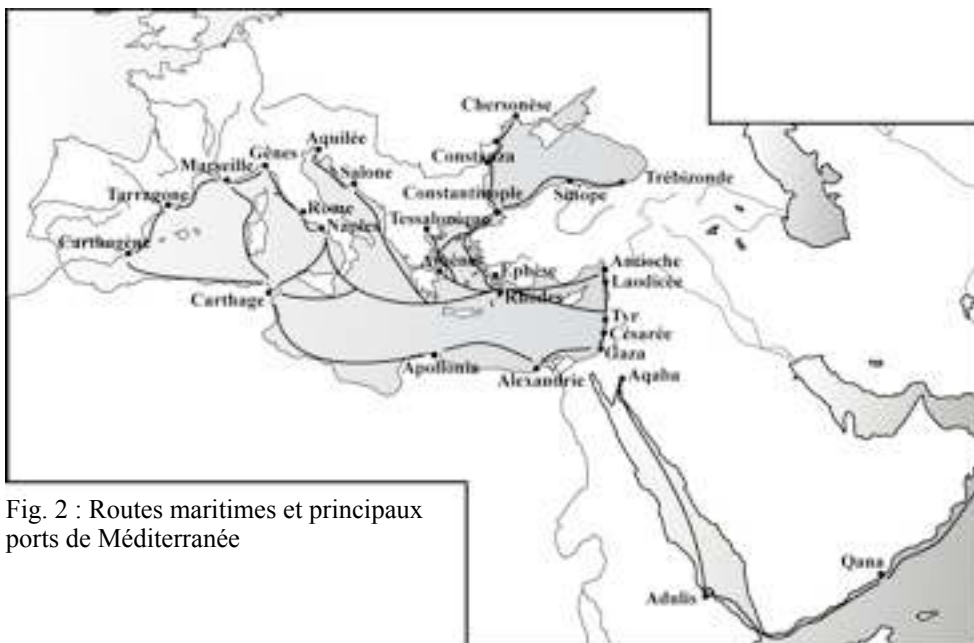 Chersonèse
Aquilée
Constanza
Gênes
Marseille
Salone
Constantinople
Sinope
Trébizonde
Tarragone
Rome
Tessalonique
Naples
Carthagène
Athènes
Ephèse
Antioche
Laodicée
Carthage
Rhodes
Tyr
Césarée
Gaza
Apollonia
Alexandrie
Aqaba
Fig. 2 : Routes maritimes et principaux
ports de Méditerranée
Qana
Adulis